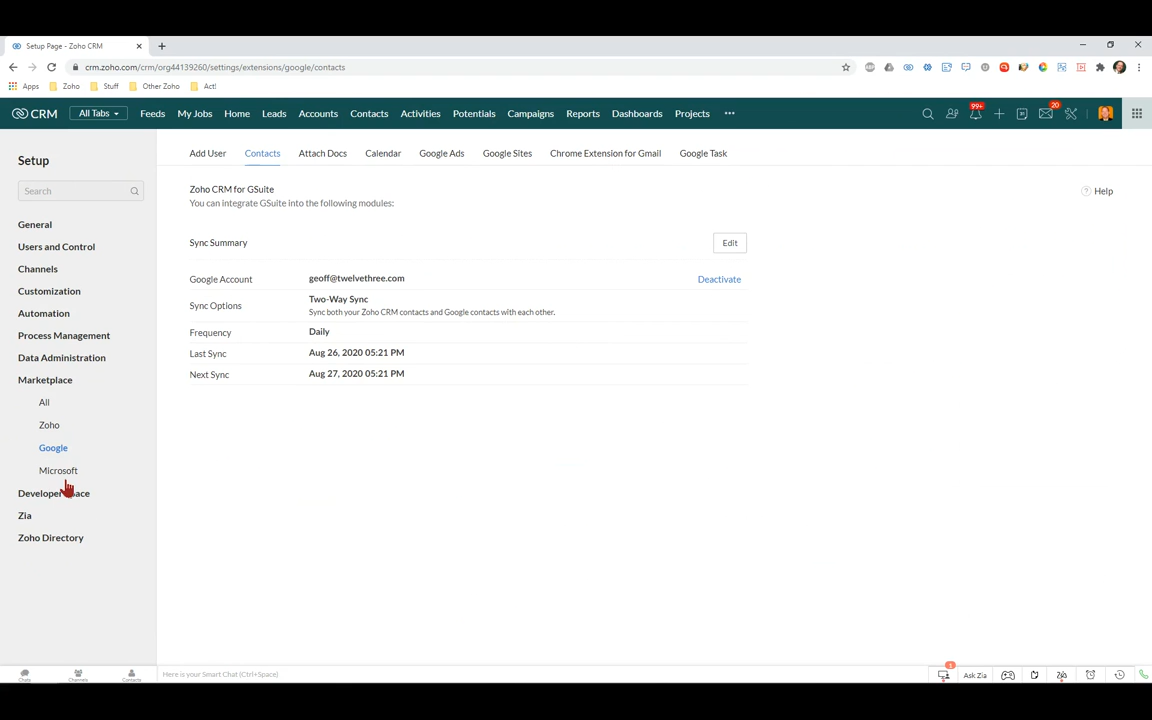 Setup Page - Zoho CRM
crm.zoho.com/crm/org44139260/settings/extensions/google/contacts
Apps Zoho Stuff Other Zoho Act!
CRM All Tabs Feeds My Jobs Home Leads Accounts Contacts Activities Potentials Campaigns Reports Dashboards Projects 99+ 20
Setup
Search
General
Users and Control
Channels
Customization
Automation
Process Management
Data Administration
Marketplace
All
Zoho
Google
Microsoft
Developer Space
Zia
Zoho Directory
Add User Contacts Attach Docs Calendar Google Ads Google Sites Chrome Extension for Gmail Google Task
Zoho CRM for GSuite
You can integrate GSuite into the following modules:
Help
Sync Summary Edit
Google Account geoff@twelvethree.com Deactivate
Sync Options Two-Way Sync
Sync both your Zoho CRM contacts and Google contacts with each other.
Frequency Daily
Last Sync Aug 26, 2020 05:21 PM
Next Sync Aug 27, 2020 05:21 PM
Chats Channels Contacts Here is your Smart Chat (Ctrl+Space) 1 Ask Zia